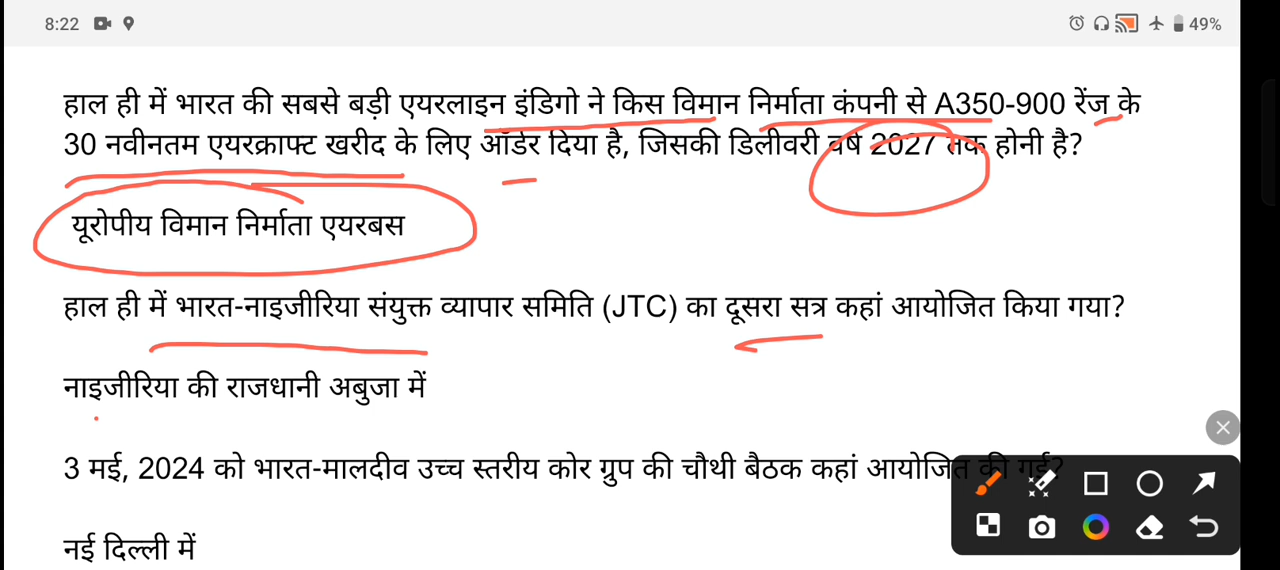 8:22
49%
हाल ही में भारत की सबसे बड़ी एयरलाइन इंडिगो ने किस विमान निर्माता कंपनी से A350-900 रेंज के
30 नवीनतम एयरक्राफ्ट खरीद के लिए ऑर्डर दिया है, जिसकी डिलीवरी वर्ष 2027 तक होनी है?
यूरोपीय विमान निर्माता एयरबस
हाल ही में भारत-नाइजीरिया संयुक्त व्यापार समिति (JTC) का दूसरा सत्र कहां आयोजित किया गया?
नाइजीरिया की राजधानी अबुजा में
3 मई, 2024 को भारत-मालदीव उच्च स्तरीय कोर ग्रुप की चौथी बैठक कहां आयोजित की गई?
नई दिल्ली में